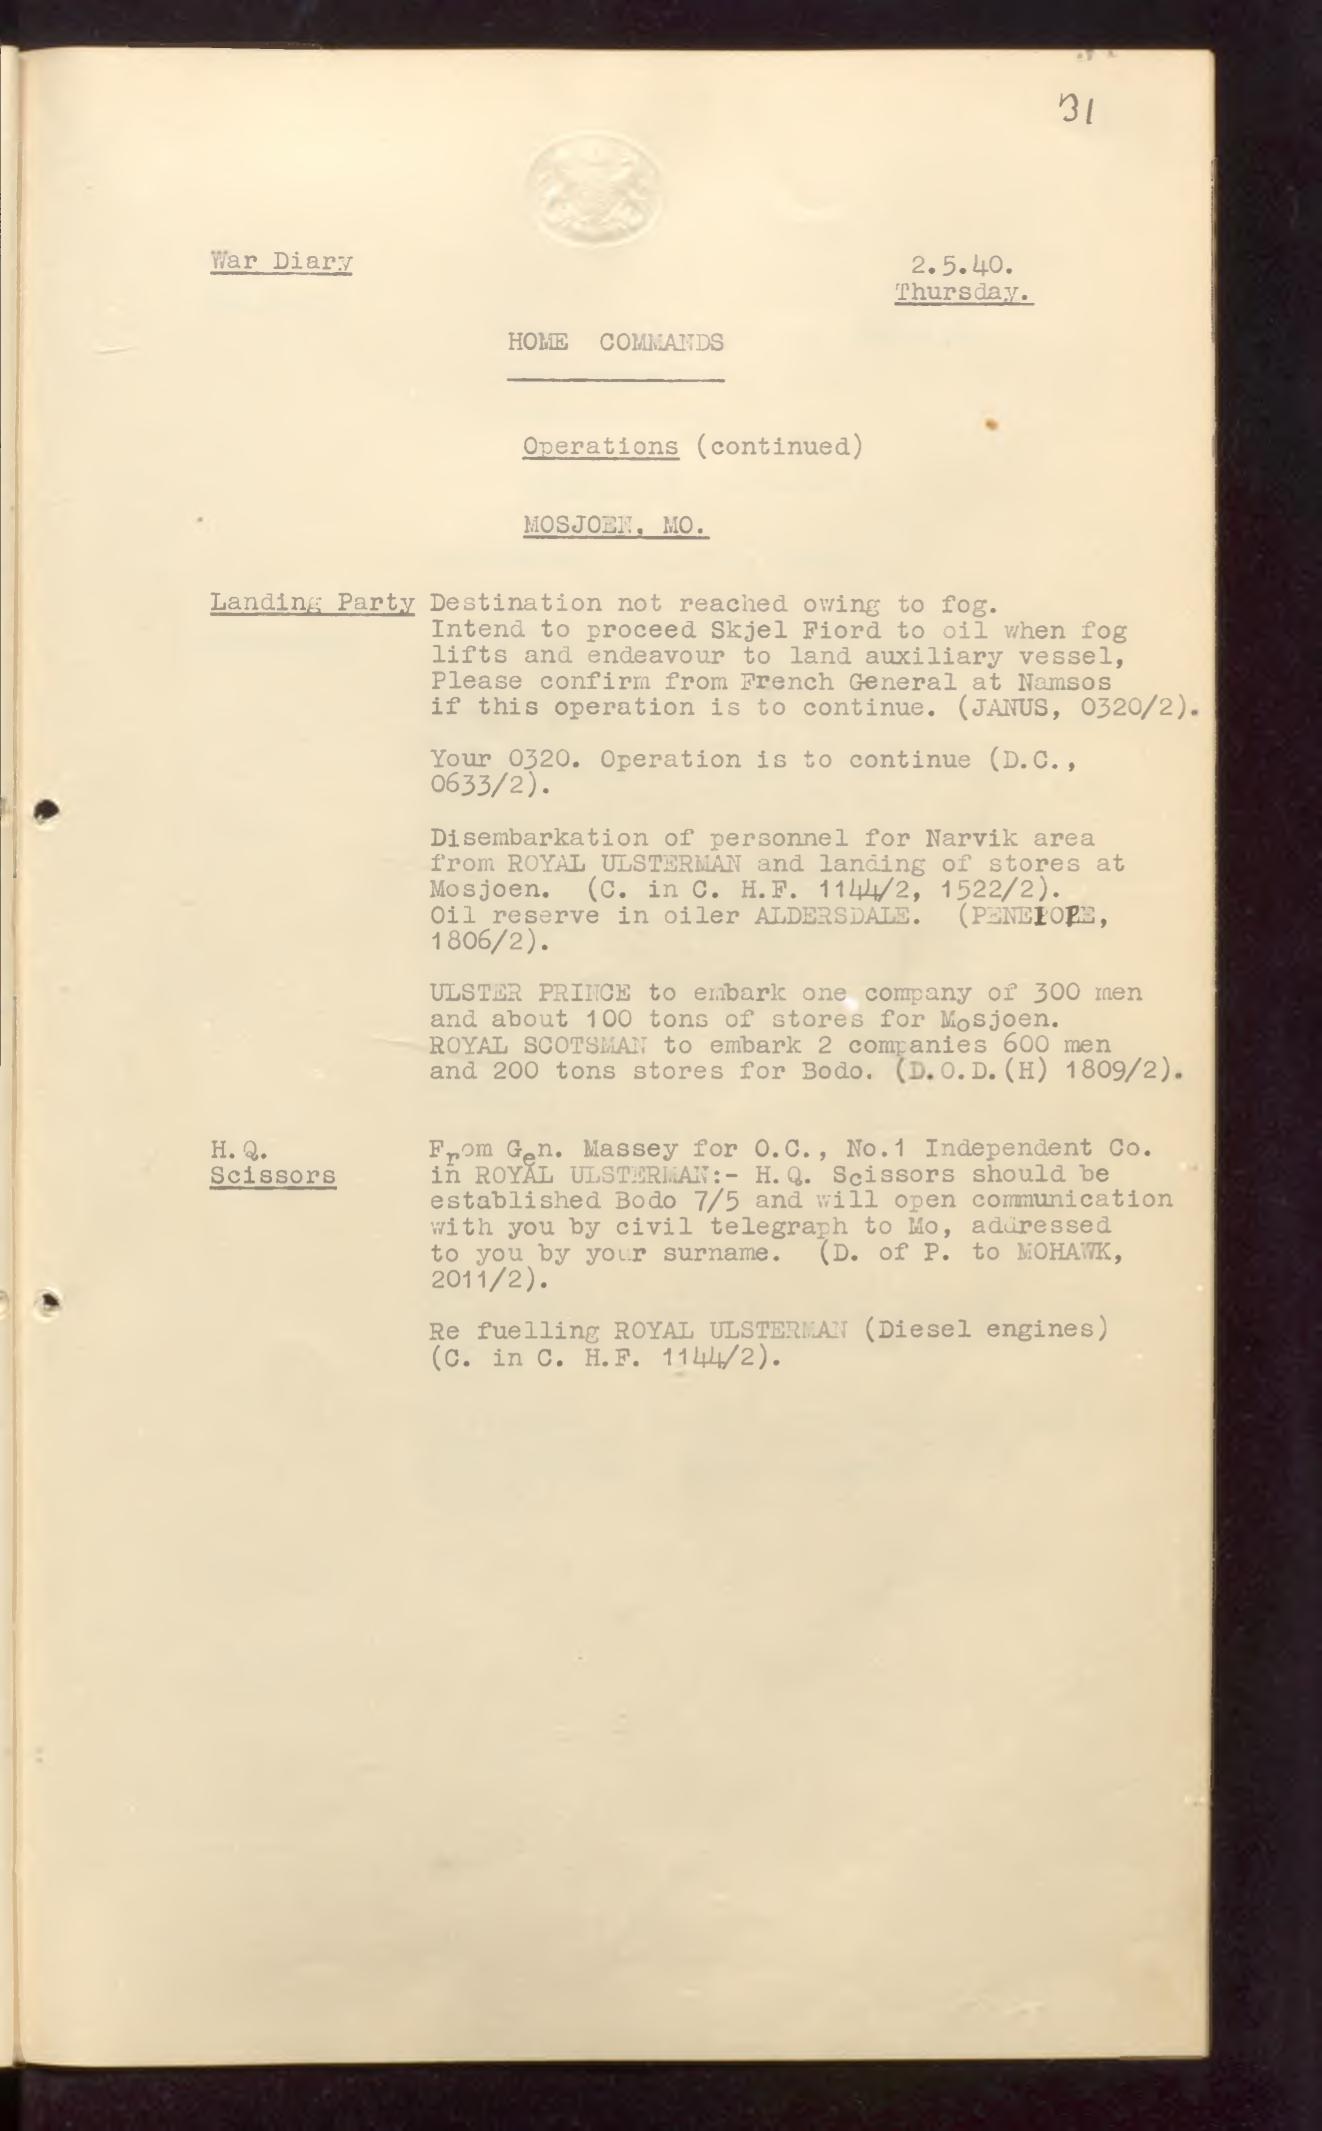 31
War Diary
2.5.40.
Thursday.
HOME COMMANDS
Operations (continued)
MOSJOEN, MO.
Landing Party Destination not reached owing to fog.
Intend to proceed Skjel Fiord to oil when fog
lifts and endeavour to land auxiliary vessel,
Please confirm from French General at Namsos
if this operation is to continue. (JANUS, 0320/2).
Your 0320. Operation is to continue (D.C.,
0633/2).
Disembarkation of personnel for Narvik area
from ROYAL ULSTERMAN and landing of stores at
Mosjoen. (C. in C. H.F. 1144/2, 1522/2).
Oil reserve in oiler ALDERSDALE. (PENELOPE,
1806/2).
ULSTER PRINCE to embark one company of 300 men
and about 100 tons of stores for Mosjoen.
ROYAL SCOTSMAN to embark 2 companies 600 men
and 200 tons stores for Bodo. (D.O.D.(H) 1809/2).
H.Q. From Gen. Massey for O.C., No.1 Independent Co.
Scissors in ROYAL ULSTERMAN:- H.Q. Scissors should be
established Bodo 7/5 and will open communication
with you by civil telegraph to Mo, addressed
to you by your surname. (D. of P. to MOHAWK,
2011/2).
Re fuelling ROYAL ULSTERMAN (Diesel engines)
(C. in C. H.F. 1144/2).